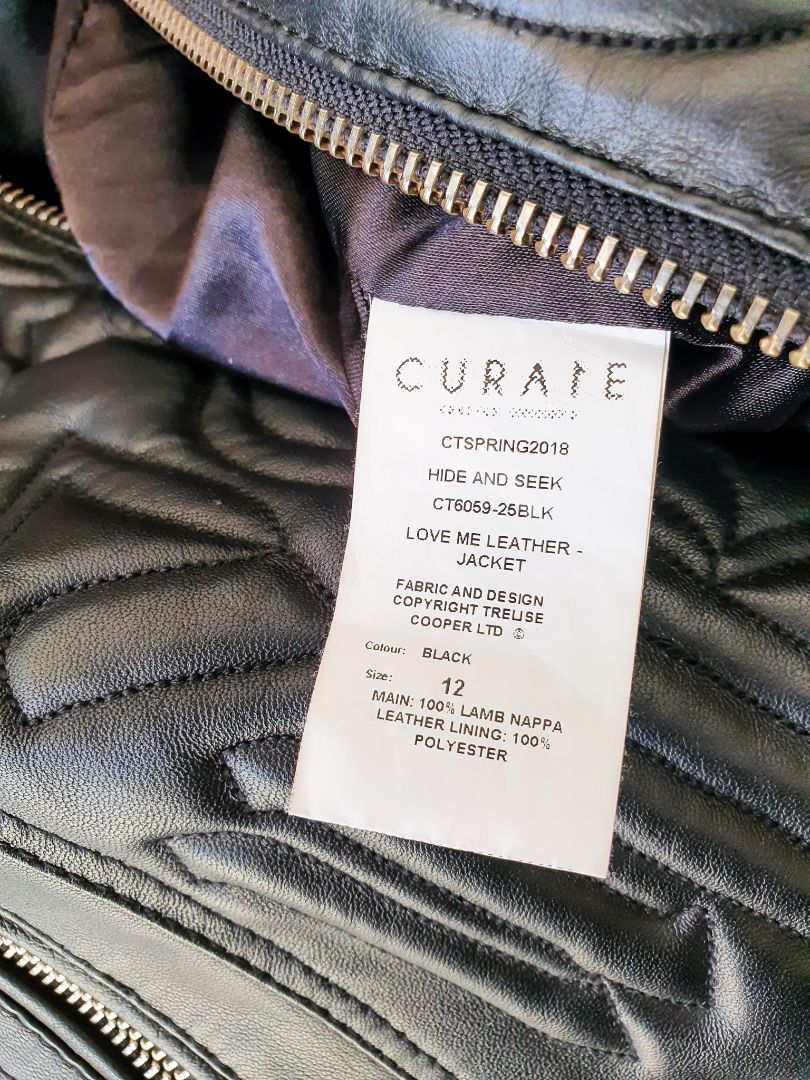 CURATE
CTSPRING2018
HIDE AND SEEK
CT6059-25BLK
LOVE ME LEATHER -
JACKET
FABRIC AND DESIGN
COPYRIGHT TRELISE
COOPER LTD ©
Colour: BLACK
Size: 12
MAIN: 100% LAMB NAPPA
LEATHER LINING: 100%
POLYESTER